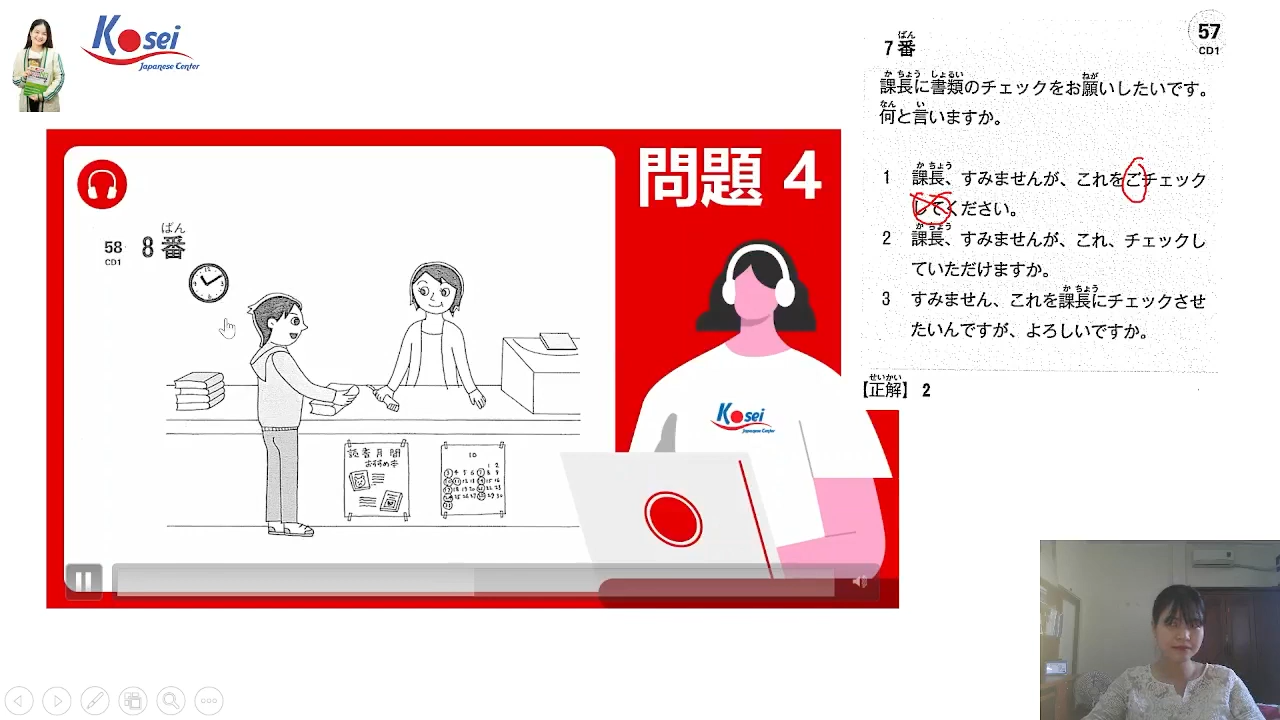 Kosei
Japanese Center
57
CD1
7番
ばん
課長に書類のチェックをお願いしたいです。
か ちょう しょるい ねが
何と言いますか。
なん い
1 課長、すみませんが、これをごチェック
か ちょう
してください。
2 課長、すみませんが、これ、チェックし
か ちょう
ていただけますか。
3 すみません、これを課長にチェックさせ
か ちょう
たいんですが、よろしいですか。
【正解】 2
せいかい
問題 4
58
CD1
8番
ばん
読書月間
おすすめ本
10
Kosei
Japanese Center